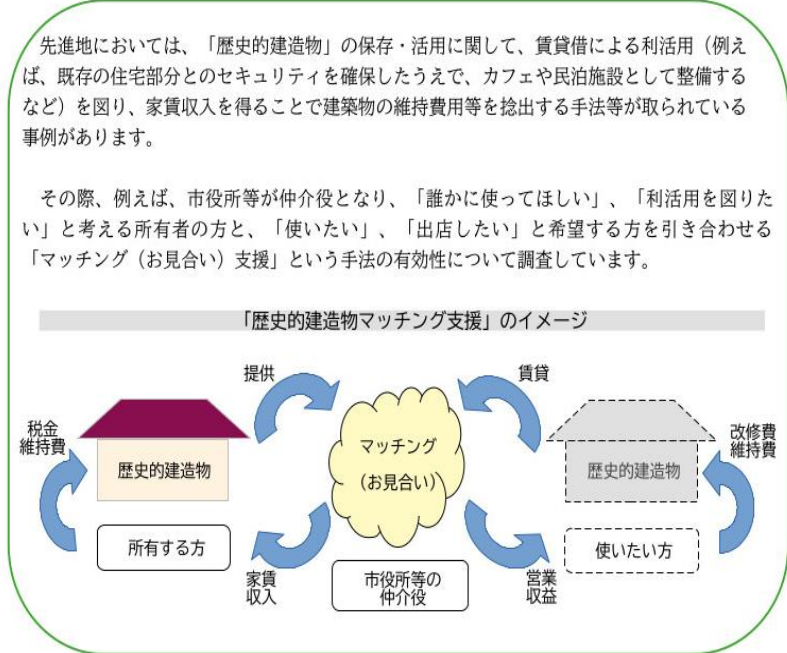 先進地においては、「歴史的建造物」の保存・活用に関して、賃貸借による利活用（例え
ば、既存の住宅部分とのセキュリティを確保したうえで、カフェや民泊施設として整備する
など）を図り、家賃収入を得ることで建築物の維持費用等を捻出する手法等が取られている
事例があります。
その際、例えば、市役所等が仲介役となり、「誰かに使ってほしい」、「利活用を図りた
い」と考える所有者の方と、「使いたい」、「出店したい」と希望する方を引き合わせる
「マッチング（お見合い）支援」という手法の有効性について調査しています。
「歴史的建造物マッチング支援」のイメージ
提供
賃貸
税金
維持費
歴史的建造物
マッチング
（お見合い）
歴史的建造物
改修費
維持費
所有する方
家賃
収入
市役所等の
仲介役
営業
収益
使いたい方